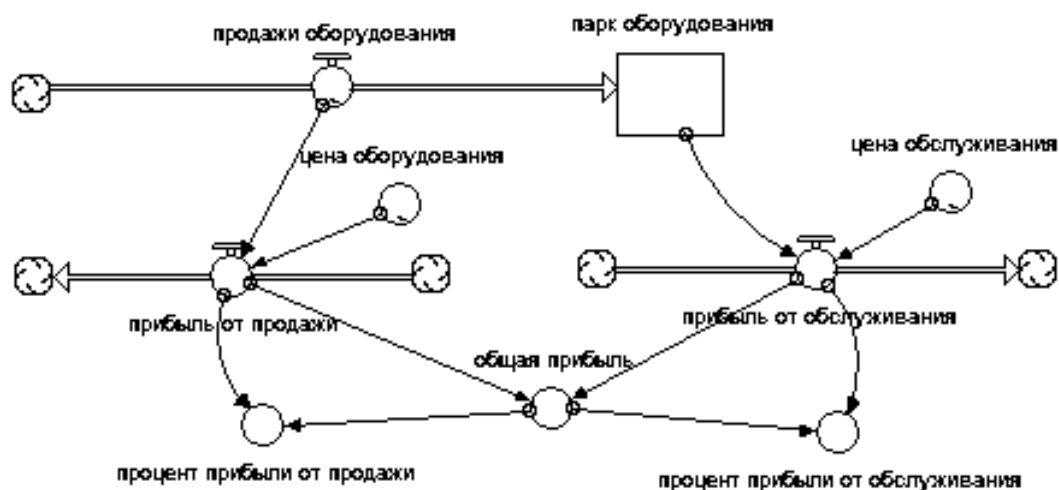 парк оборудования
продажи оборудования
цена обслуживания
цена оборудования
прибыль от продажи
прибыль от обслуживания
общая прибыль
процент прибыли от продажи
процент прибыли от обслуживания